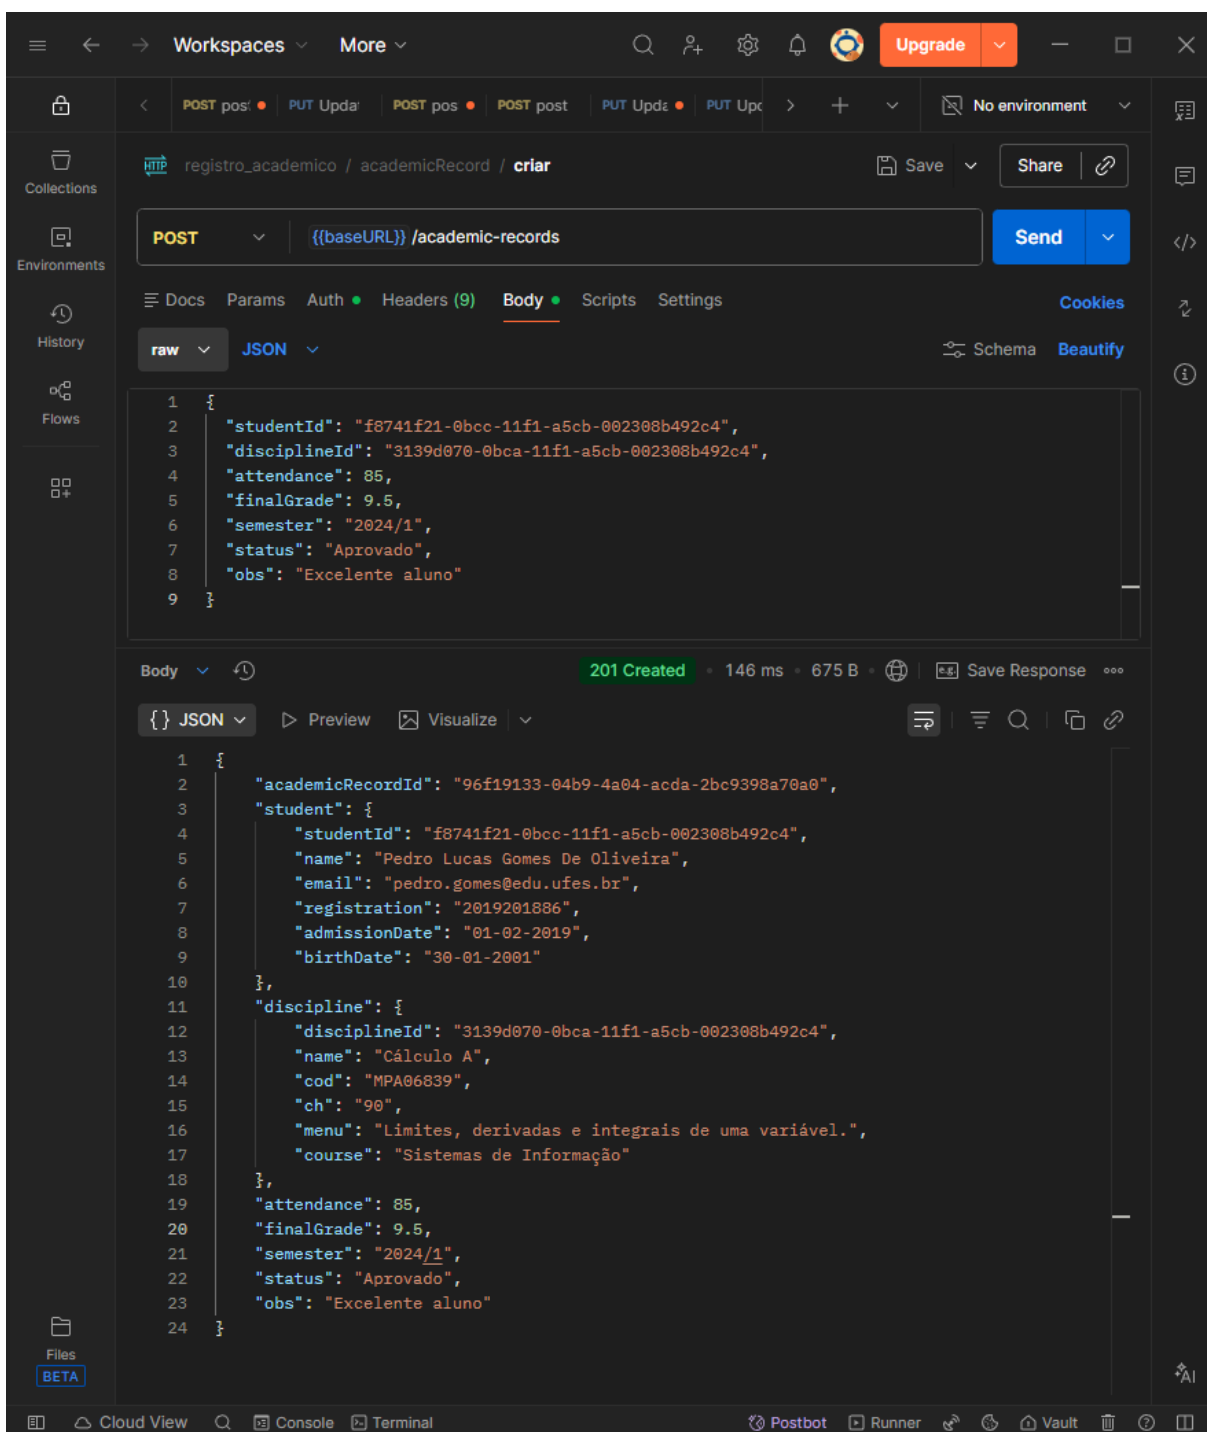 Workspaces More Upgrade
POST pos PUT Upda POST pos POST post PUT Upda PUT Upd No environment
Collections
Environments
History
Flows
Files
BETA
HTTP registro_academico / academicRecord / criar Save Share
POST {{baseURL}} /academic-records Send
Docs Params Auth Headers (9) Body Scripts Settings Cookies
raw JSON Schema Beautify
1 {
2 "studentId": "f8741f21-0bcc-11f1-a5cb-002308b492c4",
3 "disciplineId": "3139d070-0bca-11f1-a5cb-002308b492c4",
4 "attendance": 85,
5 "finalGrade": 9.5,
6 "semester": "2024/1",
7 "status": "Aprovado",
8 "obs": "Excelente aluno"
9 }
Body 201 Created 146 ms 675 B e.g. Save Response
{} JSON Preview Visualize
1 {
2 "academicRecordId": "96f19133-04b9-4a04-acda-2bc9398a70a0",
3 "student": {
4 "studentId": "f8741f21-0bcc-11f1-a5cb-002308b492c4",
5 "name": "Pedro Lucas Gomes De Oliveira",
6 "email": "pedro.gomes@edu.ufes.br",
7 "registration": "2019201886",
8 "admissionDate": "01-02-2019",
9 "birthDate": "30-01-2001"
10 },
11 "discipline": {
12 "disciplineId": "3139d070-0bca-11f1-a5cb-002308b492c4",
13 "name": "Cálculo A",
14 "cod": "MPA06839",
15 "ch": "90",
16 "menu": "Limites, derivadas e integrais de uma variável.",
17 "course": "Sistemas de Informação"
18 },
19 "attendance": 85,
20 "finalGrade": 9.5,
21 "semester": "2024/1",
22 "status": "Aprovado",
23 "obs": "Excelente aluno"
24 }
AI
Cloud View Console Terminal Postbot Runner Vault